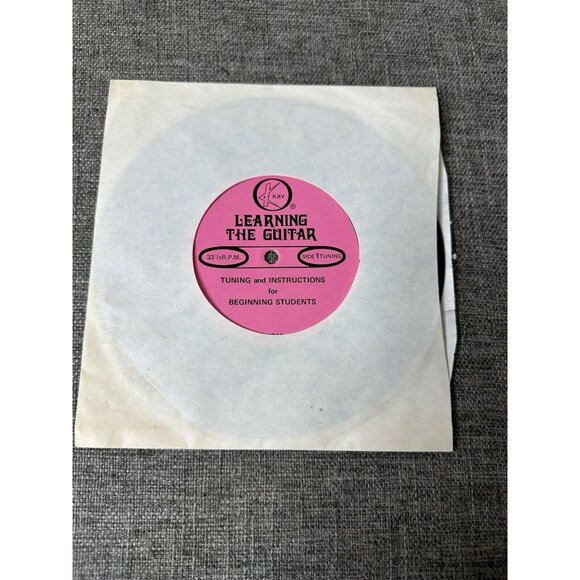 KAY
®
LEARNING
THE GUITAR
33⅓ R.P.M. SIDE 1 TUNING
TUNING and INSTRUCTIONS
for
BEGINNING STUDENTS